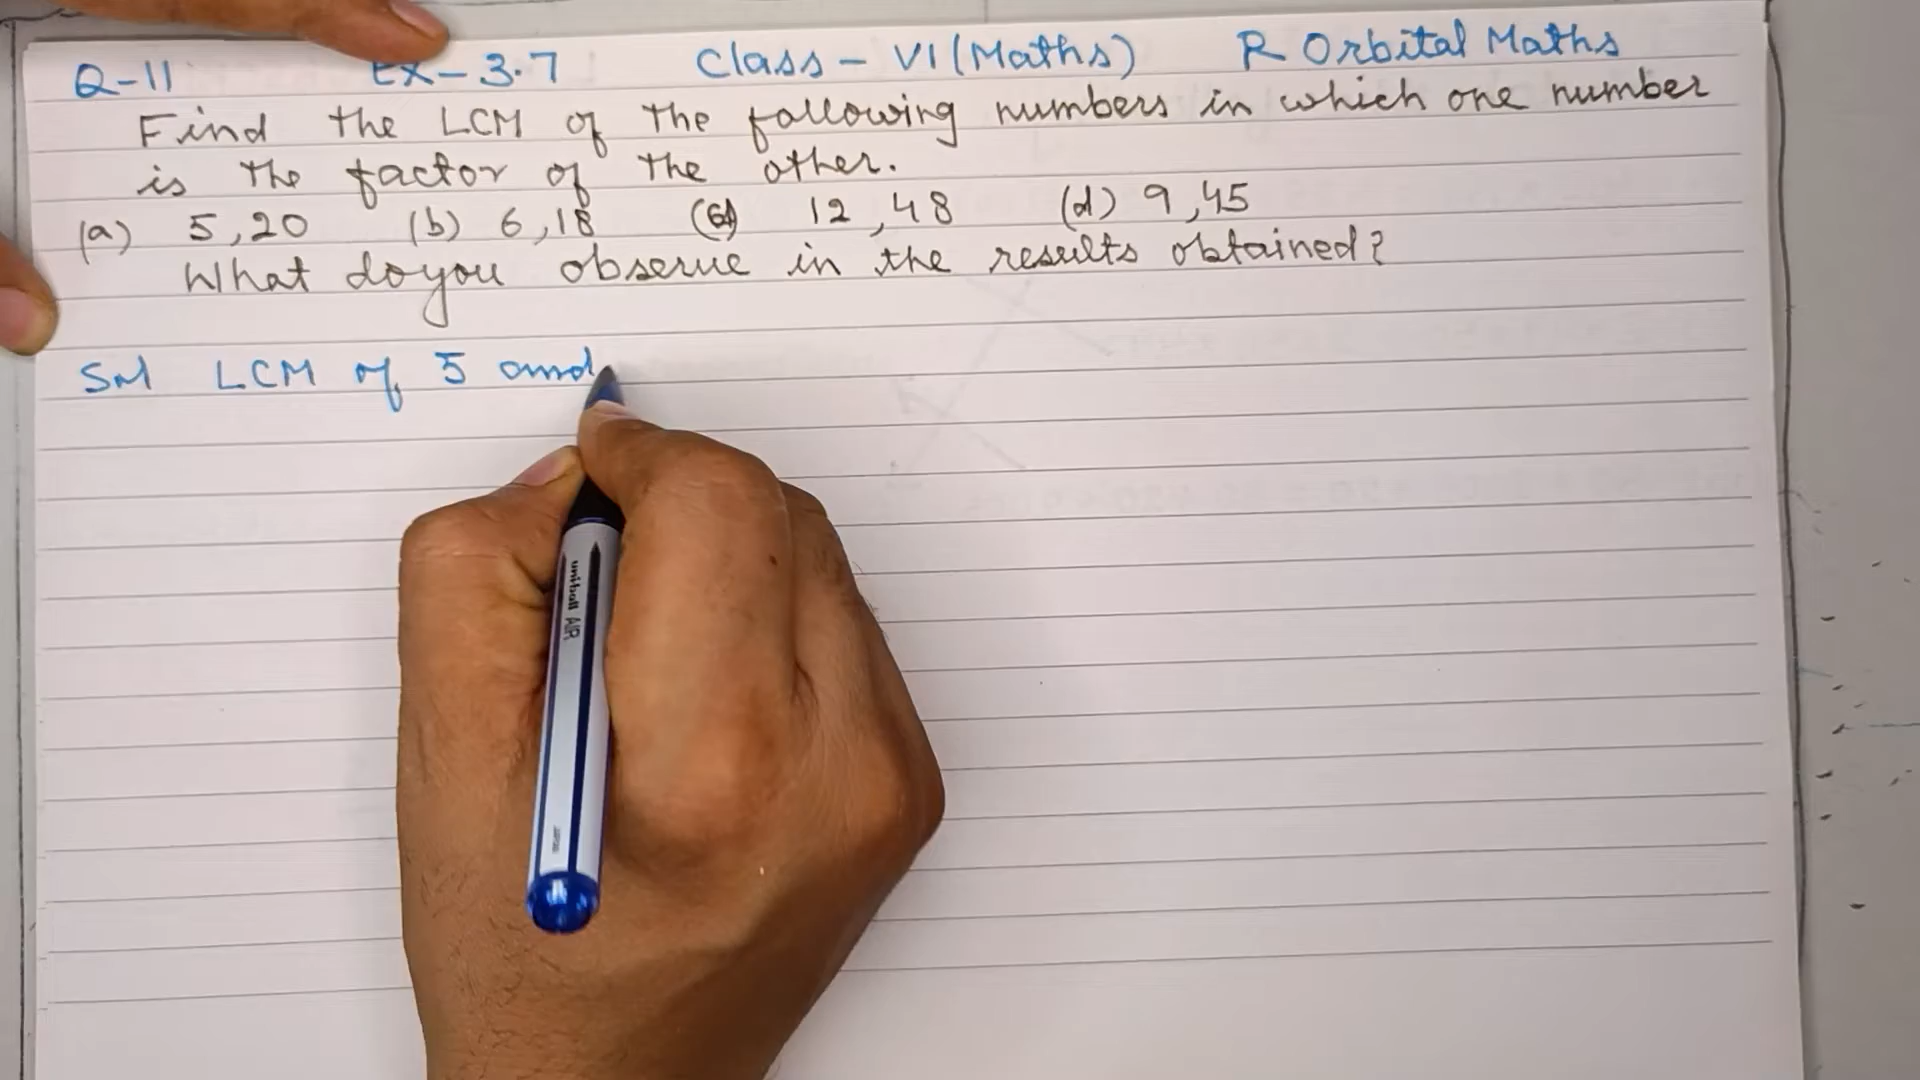 Q-11 Ex-3.7 Class-VI(Maths) R Orbital Maths
Find the LCM of the following numbers in which one number
is the factor of the other.
(a) 5,20 (b) 6,18 (c) 12,48 (d) 9,45
What do you observe in the results obtained?
Sol LCM of 5 and
uni-ball AIR